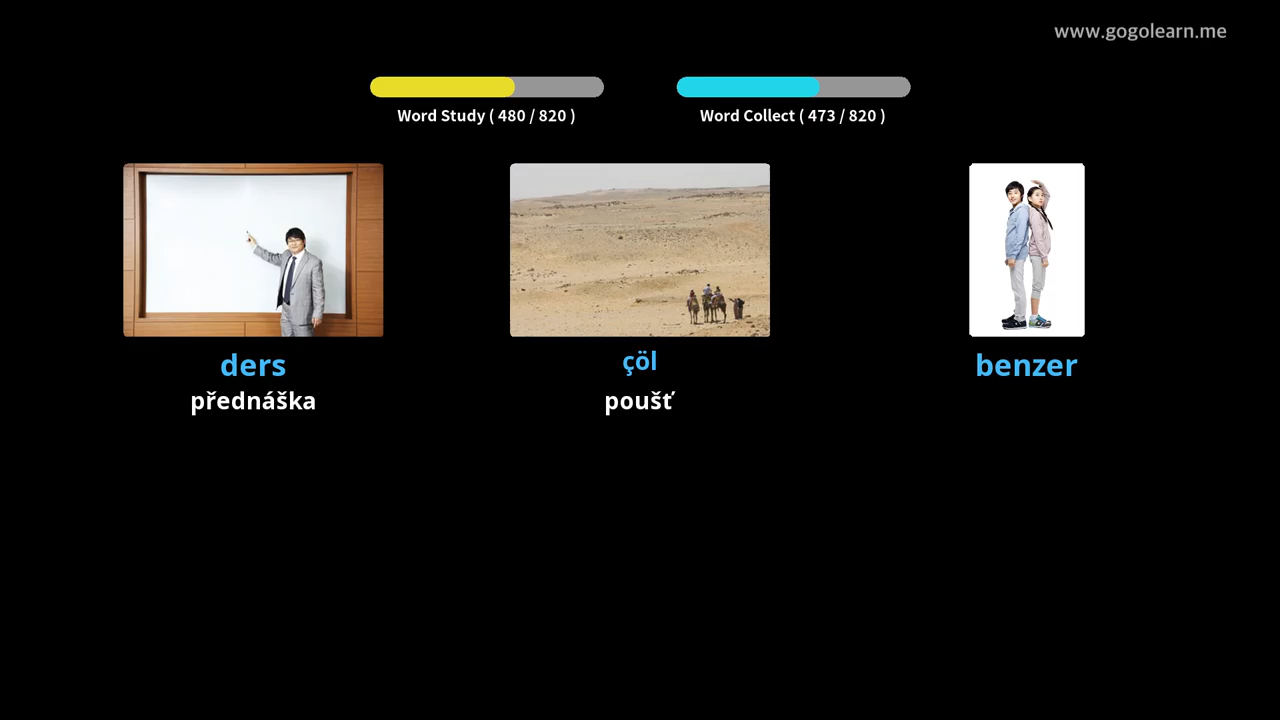 www.gogolearn.me
Word Study ( 480 / 820 )
Word Collect ( 473 / 820 )
ders
přednáška
çöl
poušť
benzer